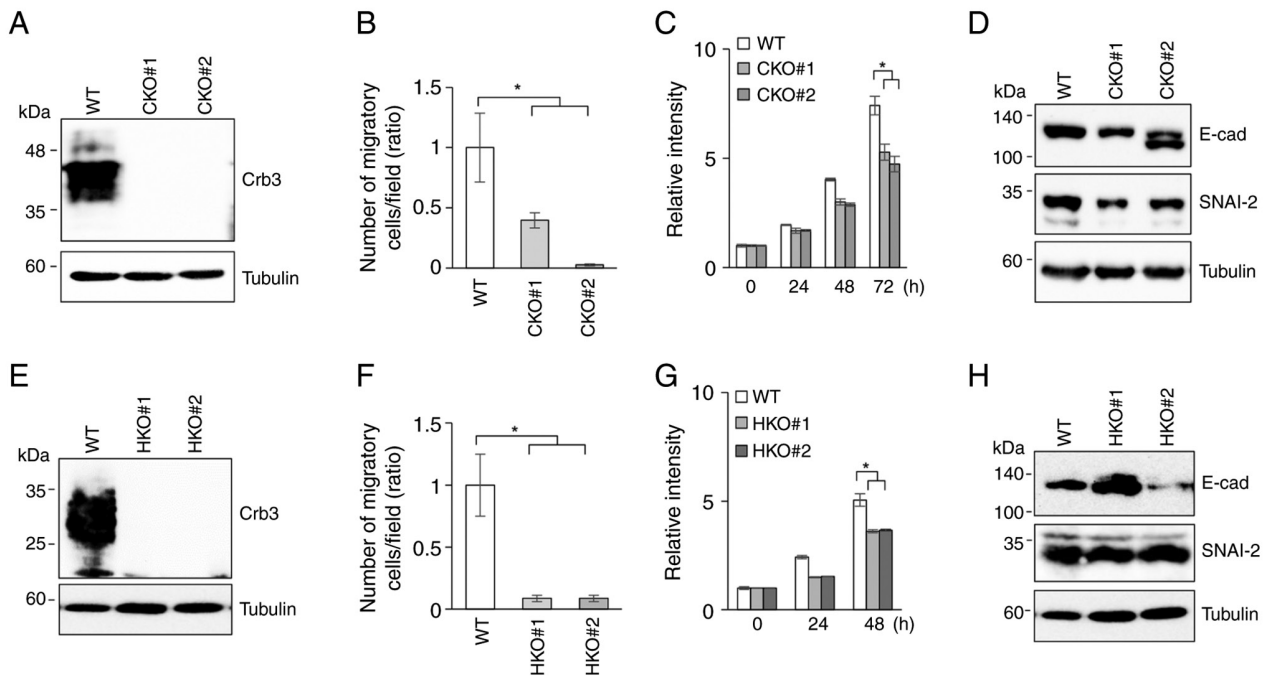 A
WT
CKO#1
CKO#2
kDa
48
35
60
Crb3
Tubulin
B
Number of migratory
cells/field (ratio)
1.5
1
0.5
0
*
WT
CKO#1
CKO#2
C
Relative intensity
10
5
0
WT
CKO#1
CKO#2
*
0 24 48 72 (h)
D
WT
CKO#1
CKO#2
kDa
140
100
35
60
E-cad
SNAI-2
Tubulin
E
WT
HKO#1
HKO#2
kDa
35
25
60
Crb3
Tubulin
F
Number of migratory
cells/field (ratio)
1.5
1
0.5
0
*
WT
HKO#1
HKO#2
G
Relative intensity
10
5
0
WT
HKO#1
HKO#2
*
0 24 48 (h)
H
WT
HKO#1
HKO#2
kDa
140
100
35
60
E-cad
SNAI-2
Tubulin